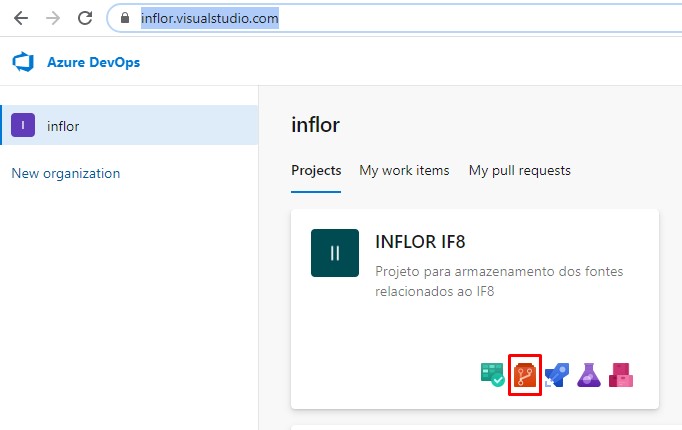 inflor.visualstudio.com
Azure DevOps
I
inflor
New organization
inflor
Projects
My work items
My pull requests
II
INFLOR IF8
Projeto para armazenamento dos fontes
relacionados ao IF8